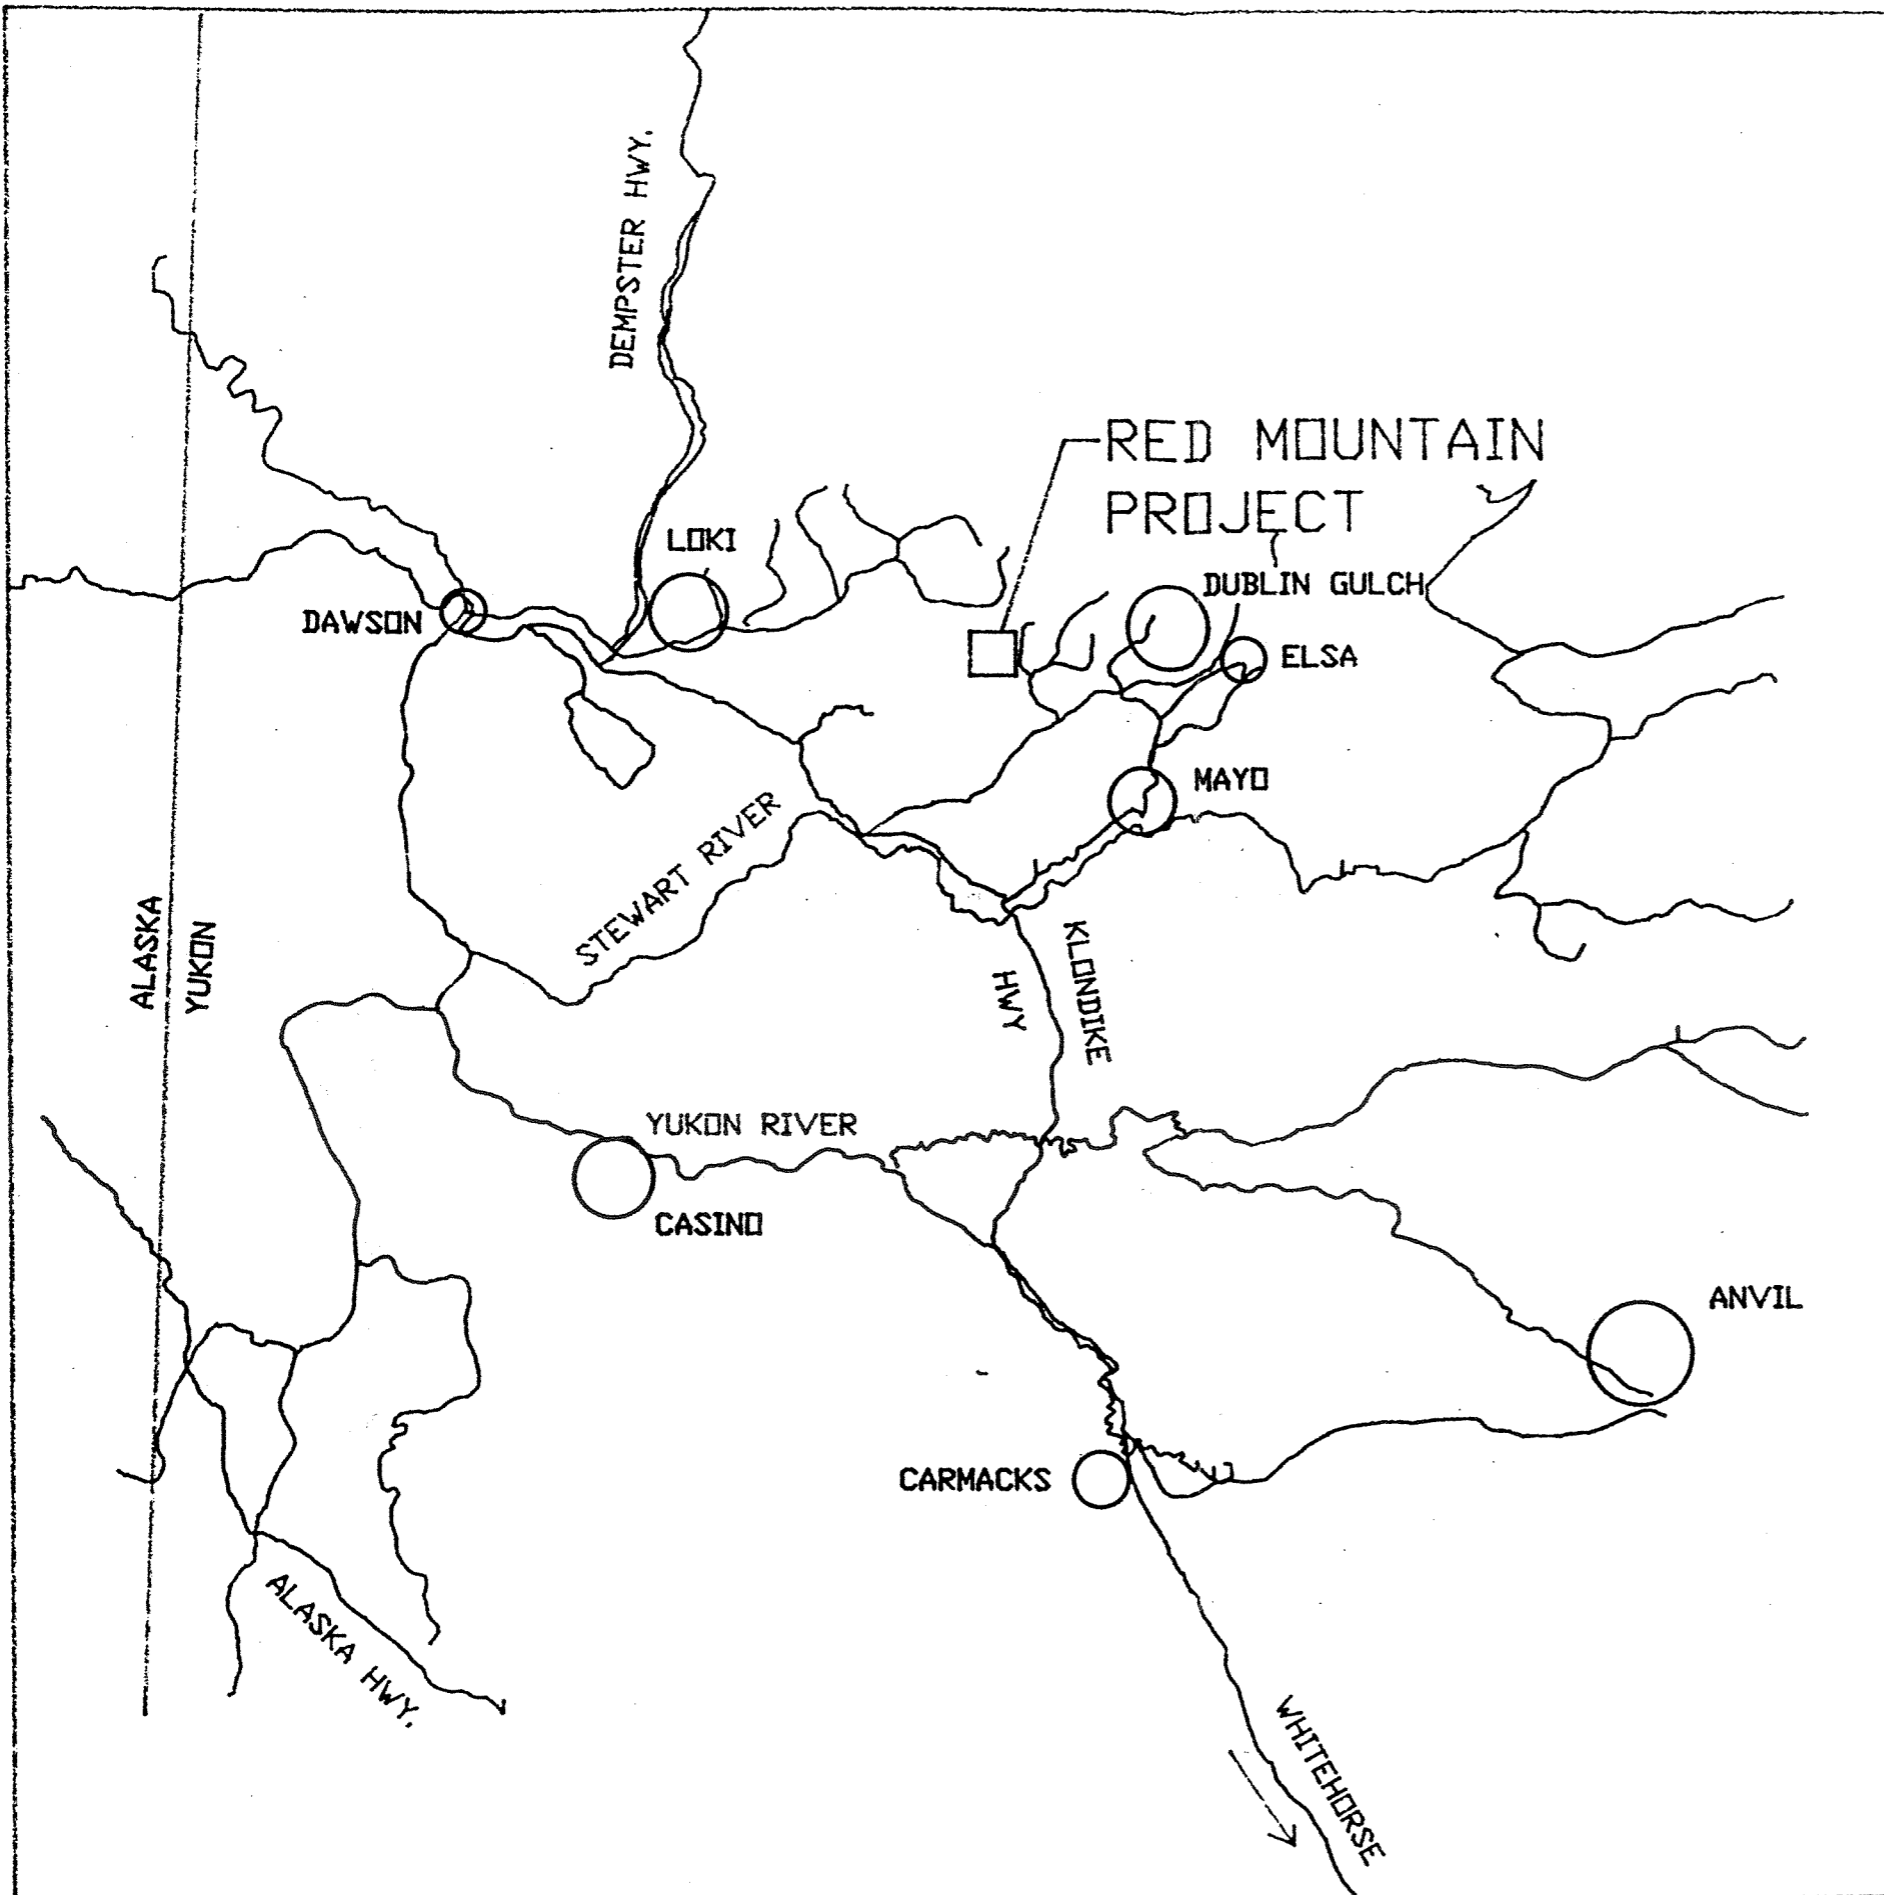 DEMPSTER HWY.
RED MOUNTAIN
PROJECT
LOKI
DUBLIN GULCH
DAWSON
ELSA
MAYO
STEWART RIVER
ALASKA
YUKON
KLONDIKE
HWY
YUKON RIVER
CASINO
ANVIL
CARMACKS
ALASKA HWY.
WHITEHORSE